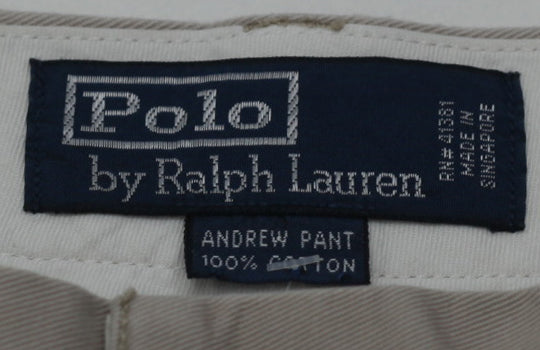 Polo
by Ralph Lauren
RN# 41381
MADE IN
SINGAPORE
ANDREW PANT
100% COTTON